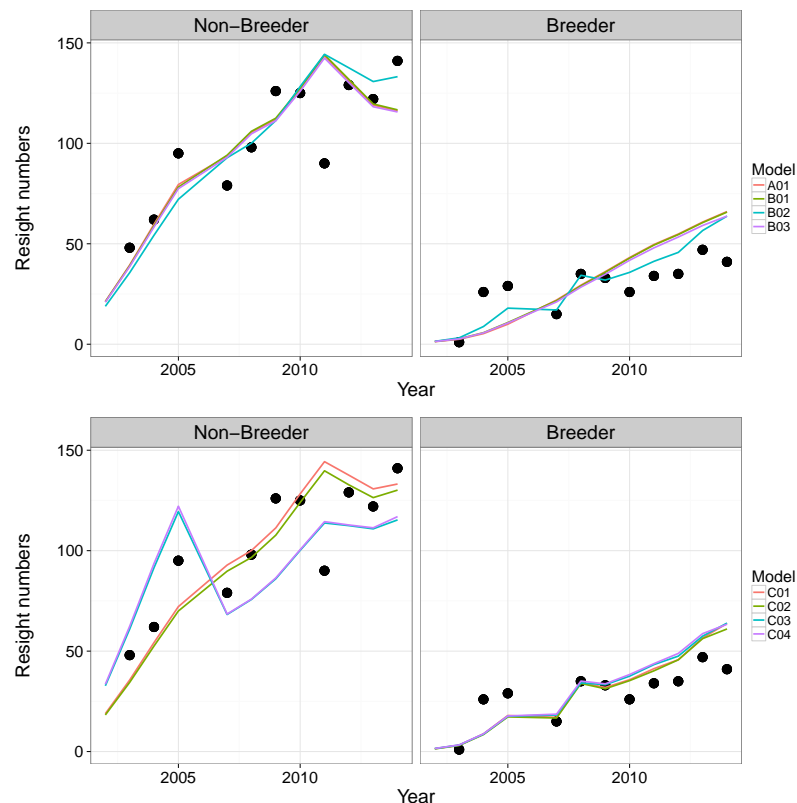 Non−Breeder
Breeder
Resight numbers
150
100
50
0
2005
2010
2005
2010
Year
Model
A01
B01
B02
B03
Non−Breeder
Breeder
Resight numbers
150
100
50
0
2005
2010
2005
2010
Year
Model
C01
C02
C03
C04